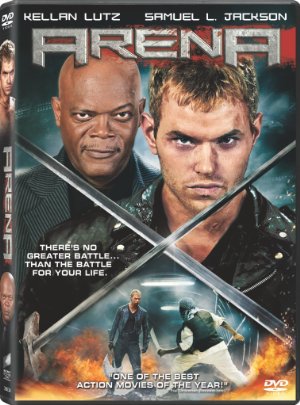 DVD
KELLAN LUTZ SAMUEL L. JACKSON
ARENA
ARENA
THERE'S NO
GREATER BATTLE...
THAN THE BATTLE
FOR YOUR LIFE.
"ONE OF THE BEST
ACTION MOVIES OF THE YEAR!"
DVD